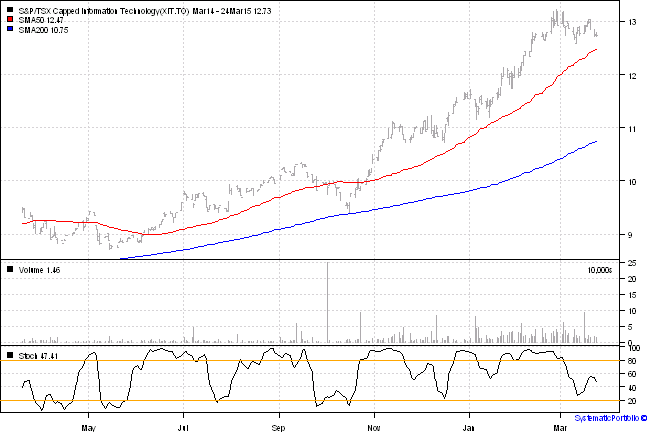 S&P/TSX Capped Information Technology(XIT.TO) Mar14 - 24Mar15 12.73
SMA50 12.47
SMA200 10.75
13
12
11
10
9
Volume 1.46
10,000s
25
20
15
10
5
0
Stoch 47.41
100
80
60
40
20
May
Jul
Sep
Nov
Jan
Mar
SystematicPortfolio ©